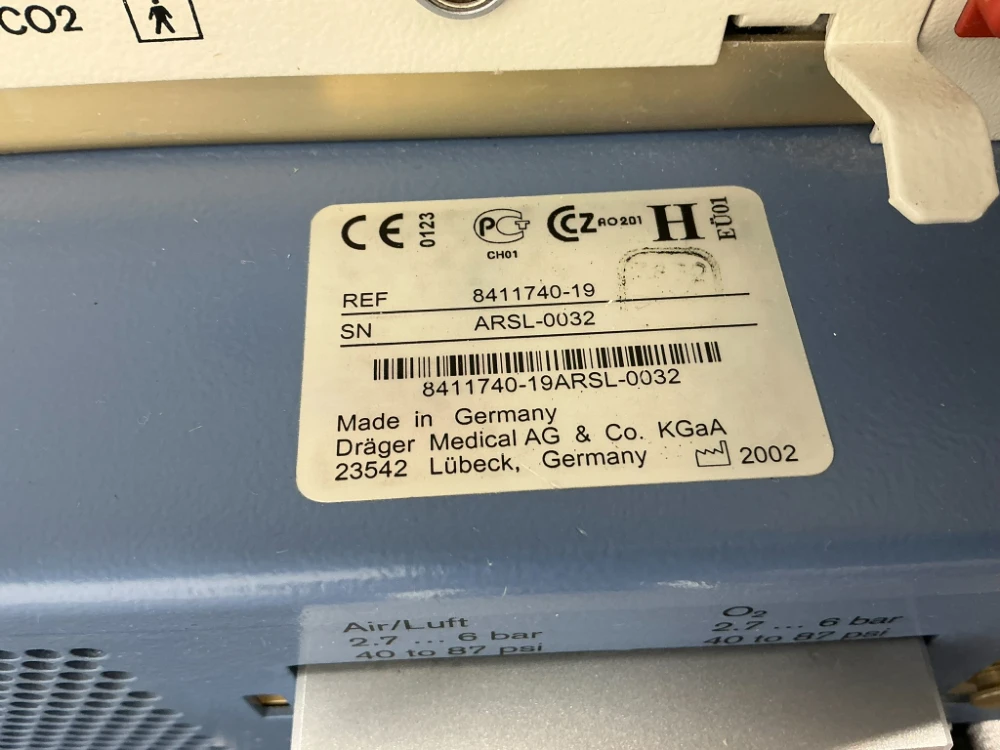 CO2
CE 0123
PCT
CH01
CCZ AO201
H
EÜ01
REF 8411740-19
SN ARSL-0032
8411740-19ARSL-0032
Made in Germany
Dräger Medical AG & Co. KGaA
23542 Lübeck, Germany 2002
Air/Luft
2.7 ... 6 bar
40 to 87 psi
O2
2.7 ... 6 bar
40 to 87 psi